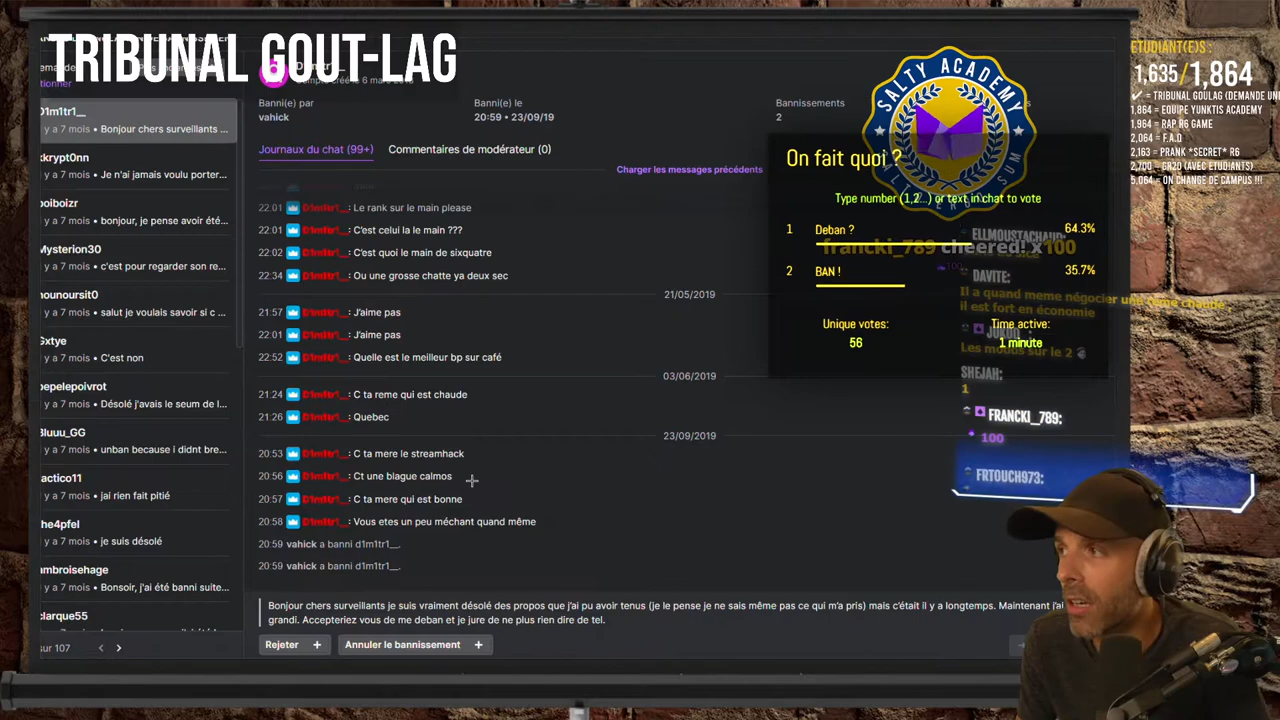 TRIBUNAL GOUT-LAG
Banni(e) par
vahick
Banni(e) le
20:59 • 23/09/19
Bannissements
2
Journaux du chat (99+)
Commentaires de modérateur (0)
Charger les messages précédents
D1m1tr1__
y a 7 mois • Bonjour chers surveillants ...
kkrypt0nn
y a 7 mois • Je n'ai jamais voulu porter...
poiboizr
y a 7 mois • bonjour, je pense avoir été...
Mysterion30
y a 7 mois • c'est pour regarder son re...
nounoursit0
y a 7 mois • salut je voulais savoir si c ...
Gxtye
y a 7 mois • C'est non
pepelepoivrot
y a 7 mois • Désolé j'avais le seum de l...
Bluuu_GG
y a 7 mois • unban because i didnt bre...
actico11
y a 7 mois • jai rien fait pitié
he4pfel
y a 7 mois • je suis désolé
ambroisehage
y a 7 mois • Bonsoir, j'ai été banni suite...
clarque55
sur 107
22:01 D1m1tr1__: Le rank sur le main please
22:01 D1m1tr1__: C'est celui la le main ???
22:02 D1m1tr1__: C'est quoi le main de sixquatre
22:34 D1m1tr1__: Ou une grosse chatte ya deux sec
21/05/2019
21:57 D1m1tr1__: J'aime pas
22:01 D1m1tr1__: J'aime pas
22:52 D1m1tr1__: Quelle est le meilleur bp sur café
03/06/2019
21:24 D1m1tr1__: C ta reme qui est chaude
21:26 D1m1tr1__: Quebec
23/09/2019
20:53 D1m1tr1__: C ta mere le streamhack
20:56 D1m1tr1__: Ct une blague calmos
20:57 D1m1tr1__: C ta mere qui est bonne
20:58 D1m1tr1__: Vous etes un peu méchant quand même
20:59 vahick a banni d1m1tr1__.
20:59 vahick a banni d1m1tr1__.
Bonjour chers surveillants je suis vraiment désolé des propos que j'ai pu avoir tenus (je le pense je ne sais même pas ce qui m'a pris) mais c'était il y a longtemps. Maintenant j'ai
grandi. Accepteriez vous de me deban et je jure de ne plus rien dire de tel.
Rejeter +
Annuler le bannissement +
SALTY ACADEMY
On fait quoi ?
Type number (1,2...) or text in chat to vote
1 Deban ? 64.3%
2 BAN ! 35.7%
Unique votes:
56
Time active:
1 minute
francki_789 cheered! x100
ELLMOUSTACHAUD:
DAVITE:
Il a quand meme négocier une reme chaude,
il est fort en économie
Les modos sur le 2
SHEJAH:
1
FRANCKI_789:
100
FRTOUCH973:
ETUDIANT(E)S :
1,635/1,864
✓ = TRIBUNAL GOULAG (DEMANDE UN
1,864 = EQUIPE YUNKTIS ACADEMY
1,964 = RAP R6 GAME
2,064 = F.A.D
2,163 = PRANK *SECRET* R6
2,700 = GR20 (AVEC ETUDIANTS)
5,064 = ON CHANGE DE CAMPUS !!!